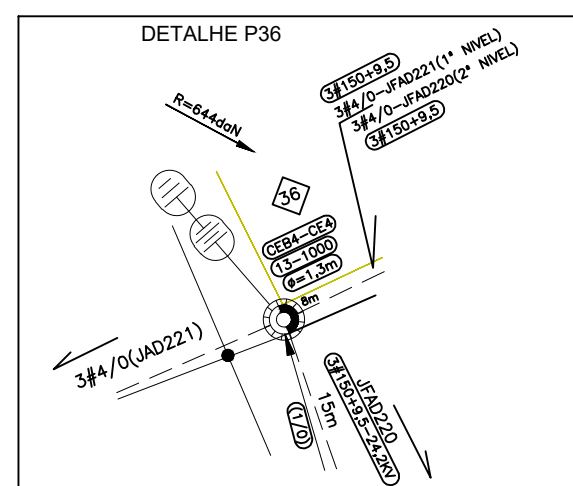 DETALHE P36
3#150+9,5
3#4/0-JFAD221(1° NIVEL)
3#4/0-JFAD220(2° NIVEL)
3#150+9,5
R=644daN
36
CEB4-CE4
13-1000
ø=1,3m
8m
3#4/0(JAD221)
(1/0)
15m
JFAD220
3#150+9,5-24,2KV